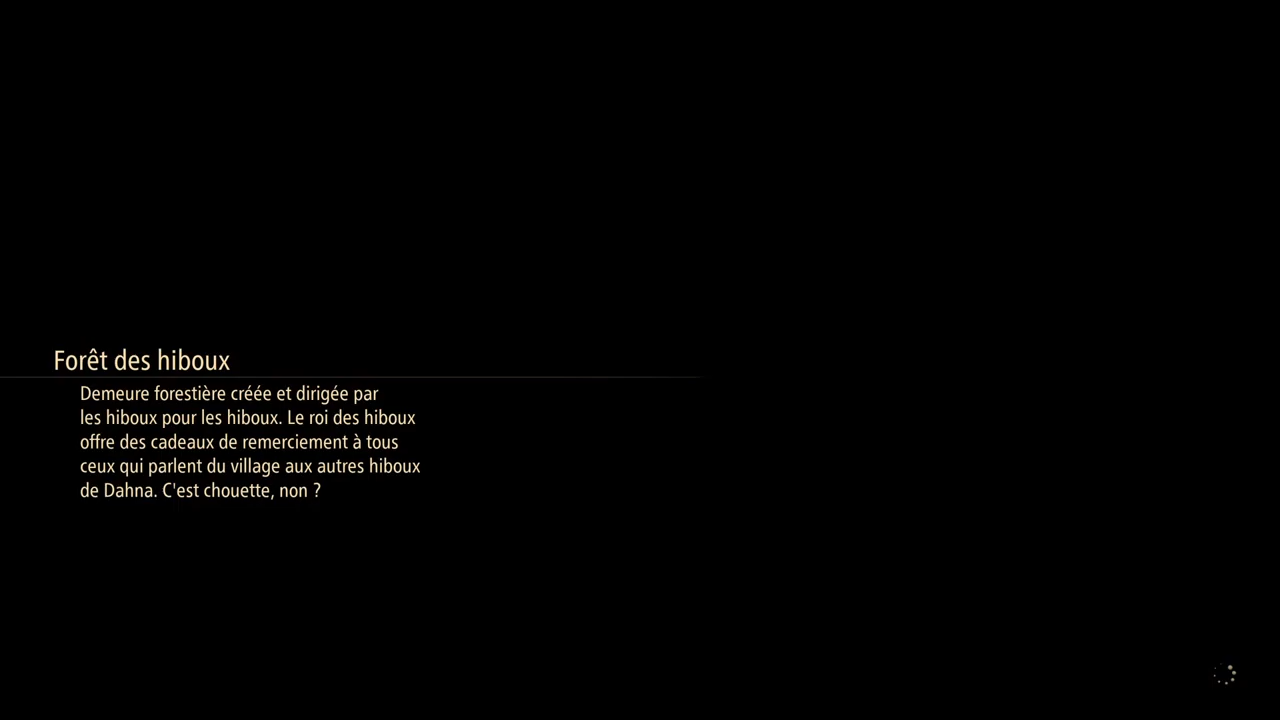 Forêt des hiboux
Demeure forestière créée et dirigée par
les hiboux pour les hiboux. Le roi des hiboux
offre des cadeaux de remerciement à tous
ceux qui parlent du village aux autres hiboux
de Dahna. C'est chouette, non ?